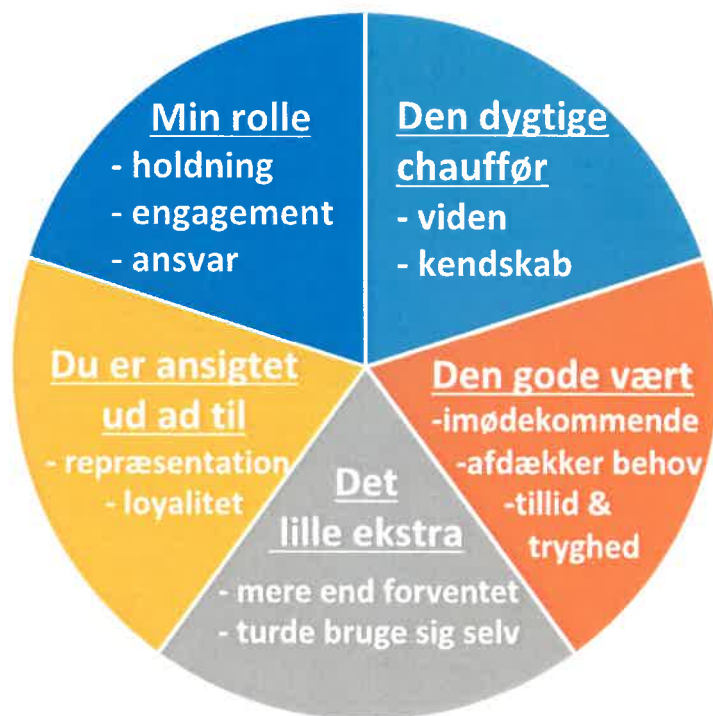 Min rolle
- holdning
- engagement
- ansvar
Den dygtige
chauffør
- viden
- kendskab
Den gode vært
-imødekommende
-afdækker behov
-tillid &
tryghed
Det
lille ekstra
- mere end forventet
- turde bruge sig selv
Du er ansigtet
ud ad til
- repræsentation
- loyalitet